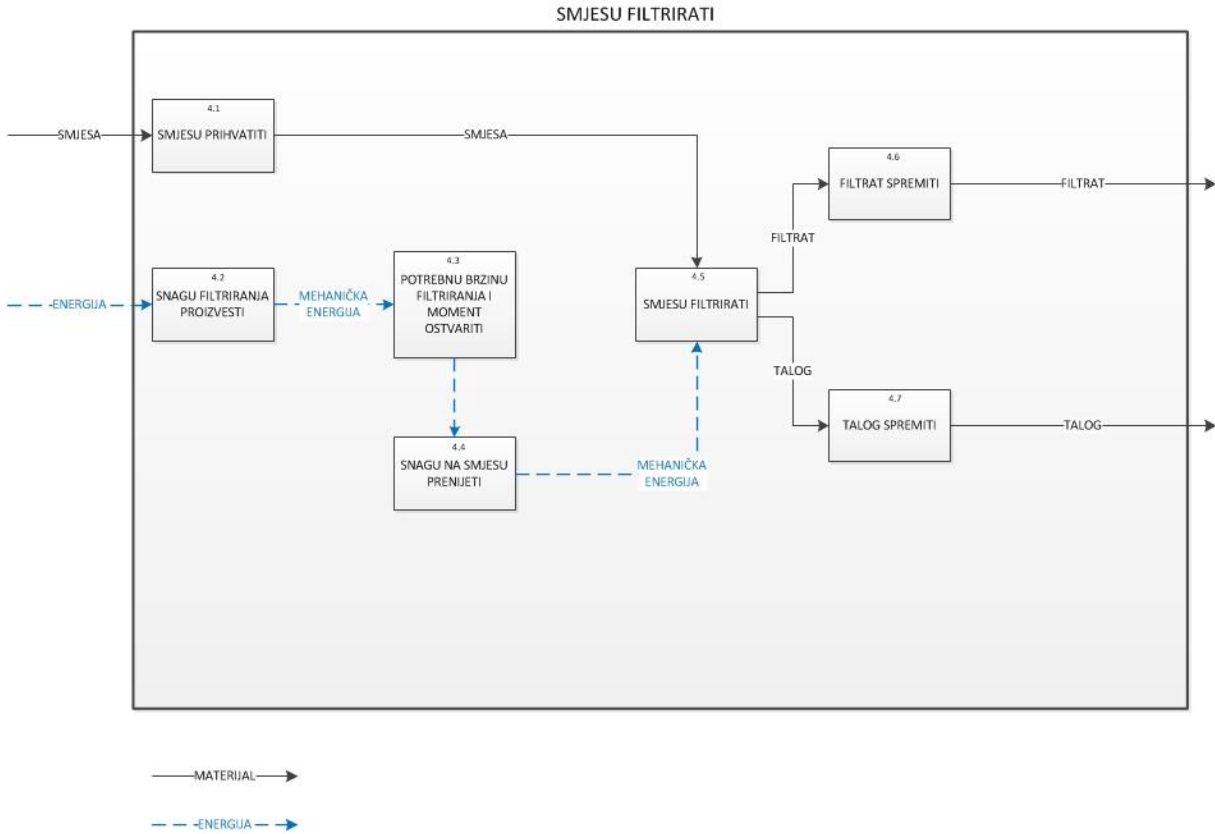 SMJESU FILTRIRATI
4.1
SMJESU PRIHVATITI
SMJESA
SMJESA
4.6
FILTRAT SPREMITI
FILTRAT
FILTRAT
4.2
SNAGU FILTRIRANJA
PROIZVESTI
ENERGIJA
MEHANIČKA
ENERGIJA
4.3
POTREBNU BRZINU
FILTRIRANJA I
MOMENT
OSTVARITI
4.5
SMJESU FILTRIRATI
TALOG
4.7
TALOG SPREMITI
TALOG
4.4
SNAGU NA SMJESU
PRENIJETI
MEHANIČKA
ENERGIJA
MATERIJAL
ENERGIJA